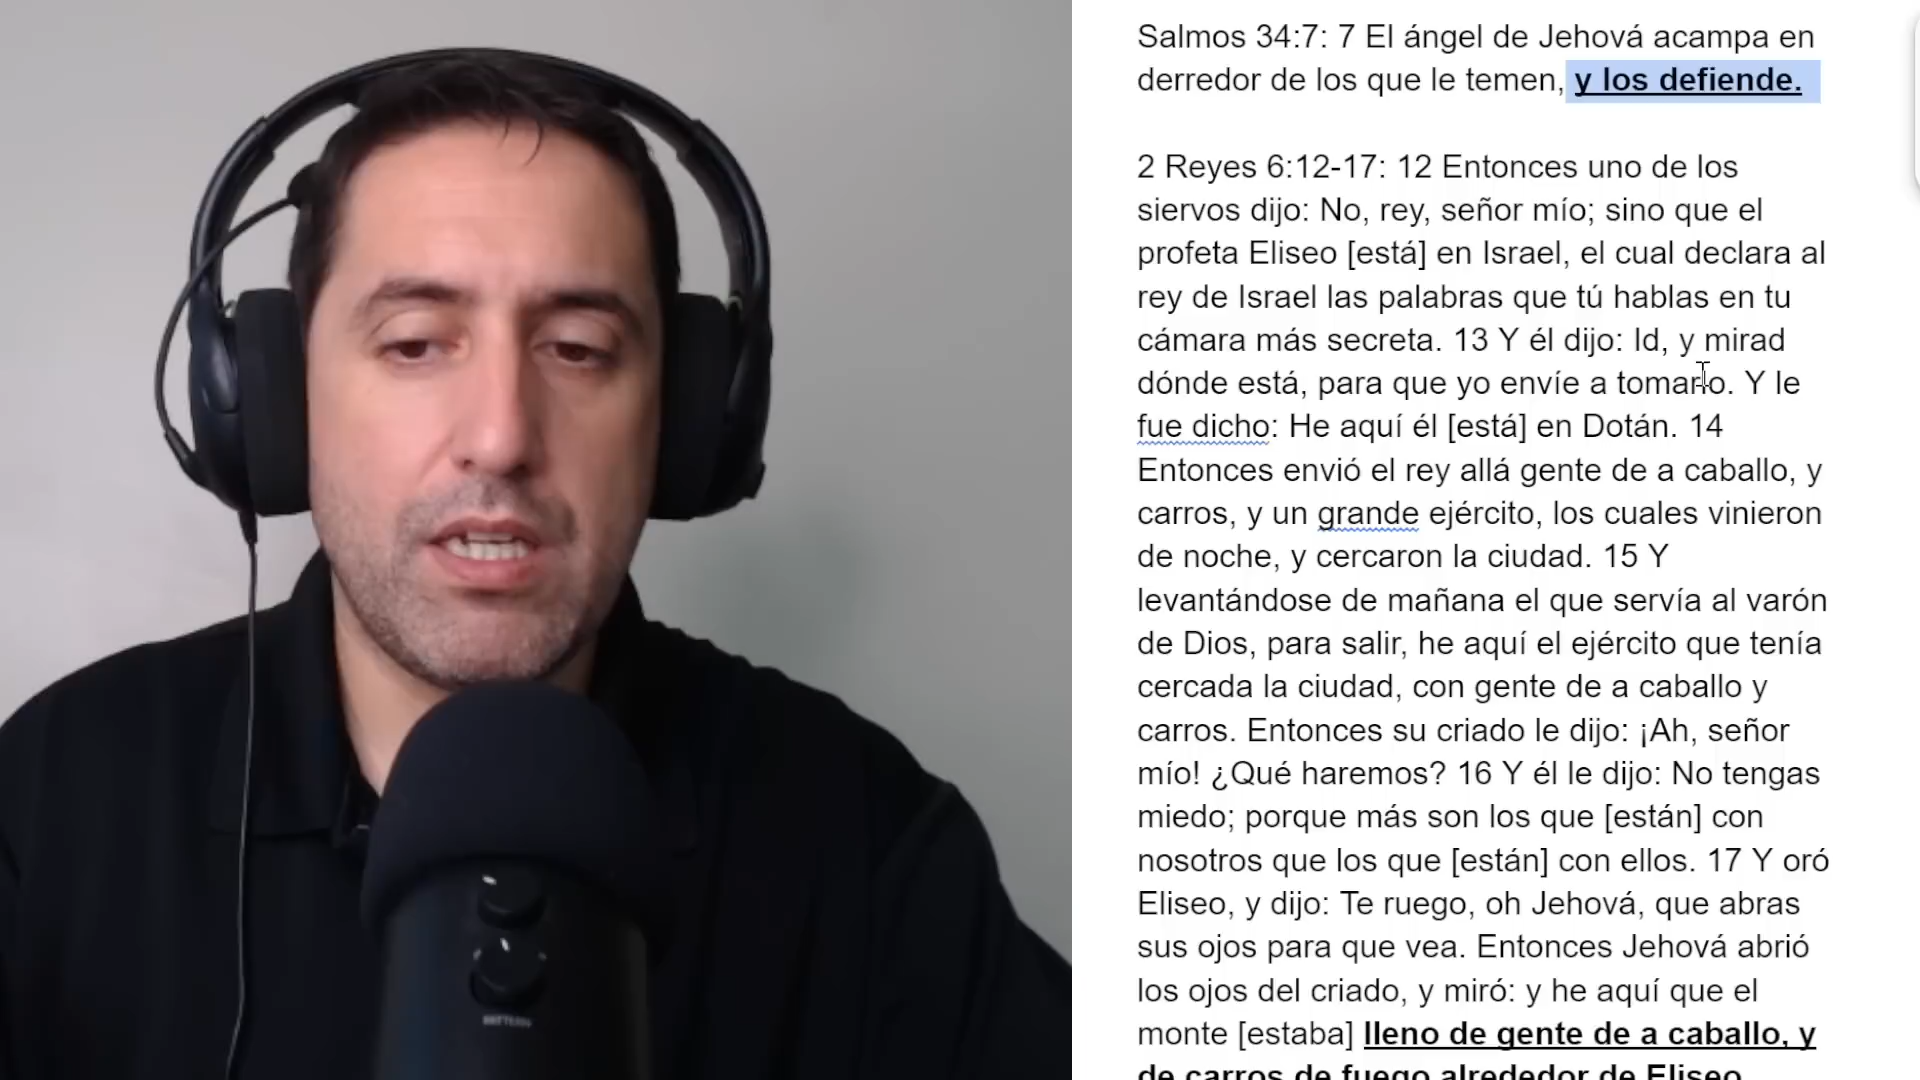 Salmos 34:7: 7 El ángel de Jehová acampa en
derredor de los que le temen, y los defiende.
2 Reyes 6:12-17: 12 Entonces uno de los
siervos dijo: No, rey, señor mío; sino que el
profeta Eliseo [está] en Israel, el cual declara al
rey de Israel las palabras que tú hablas en tu
cámara más secreta. 13 Y él dijo: Id, y mirad
dónde está, para que yo envíe a tomarlo. Y le
fue dicho: He aquí él [está] en Dotán. 14
Entonces envió el rey allá gente de a caballo, y
carros, y un grande ejército, los cuales vinieron
de noche, y cercaron la ciudad. 15 Y
levantándose de mañana el que servía al varón
de Dios, para salir, he aquí el ejército que tenía
cercada la ciudad, con gente de a caballo y
carros. Entonces su criado le dijo: ¡Ah, señor
mío! ¿Qué haremos? 16 Y él le dijo: No tengas
miedo; porque más son los que [están] con
nosotros que los que [están] con ellos. 17 Y oró
Eliseo, y dijo: Te ruego, oh Jehová, que abras
sus ojos para que vea. Entonces Jehová abrió
los ojos del criado, y miró: y he aquí que el
monte [estaba] lleno de gente de a caballo, y
de carros de fuego alrededor de Eliseo.